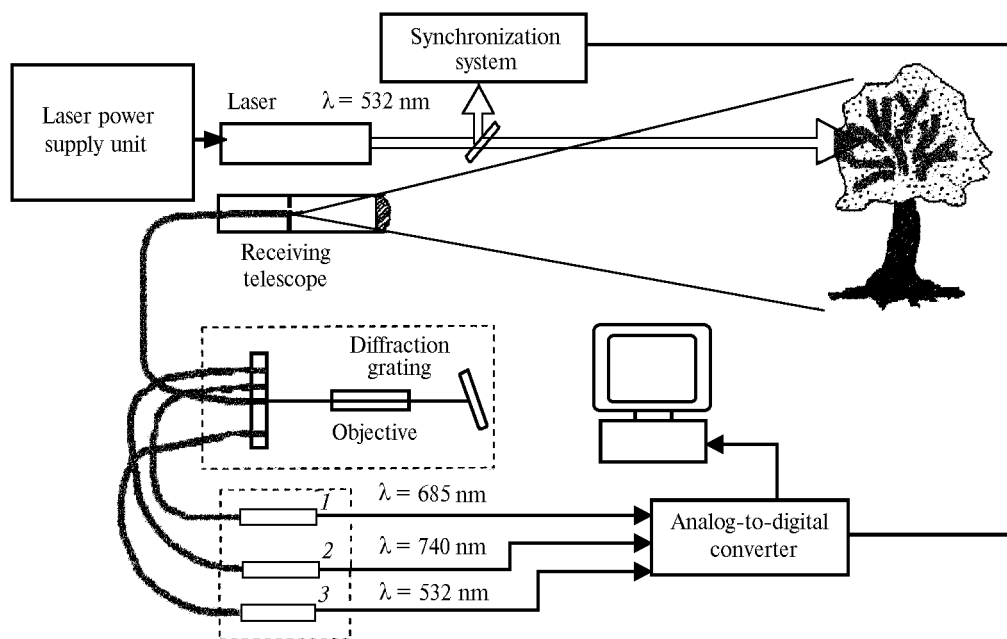 Synchronization
system
Laser power
supply unit
Laser
λ = 532 nm
Receiving
telescope
Diffraction
grating
Objective
1
λ = 685 nm
2
λ = 740 nm
3
λ = 532 nm
Analog-to-digital
converter